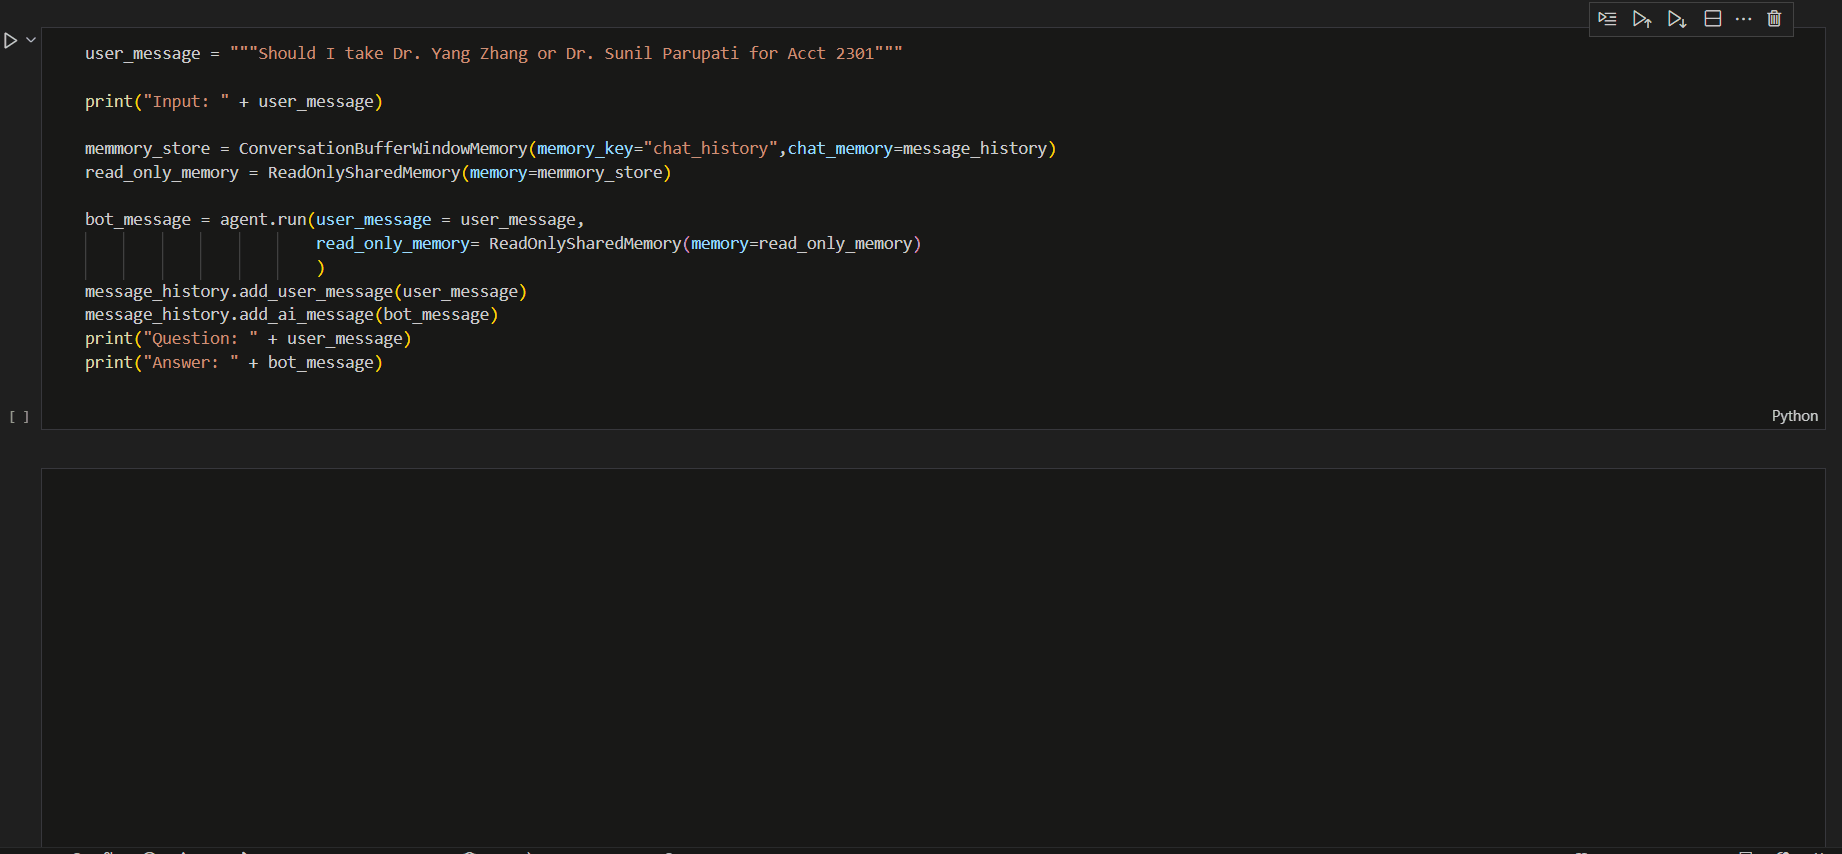 user_message = """Should I take Dr. Yang Zhang or Dr. Sunil Parupati for Acct 2301"""
print("Input: " + user_message)
memmory_store = ConversationBufferWindowMemory(memory_key="chat_history",chat_memory=message_history)
read_only_memory = ReadOnlySharedMemory(memory=memmory_store)
bot_message = agent.run(user_message = user_message,
read_only_memory= ReadOnlySharedMemory(memory=read_only_memory)
)
message_history.add_user_message(user_message)
message_history.add_ai_message(bot_message)
print("Question: " + user_message)
print("Answer: " + bot_message)
[ ]
Python